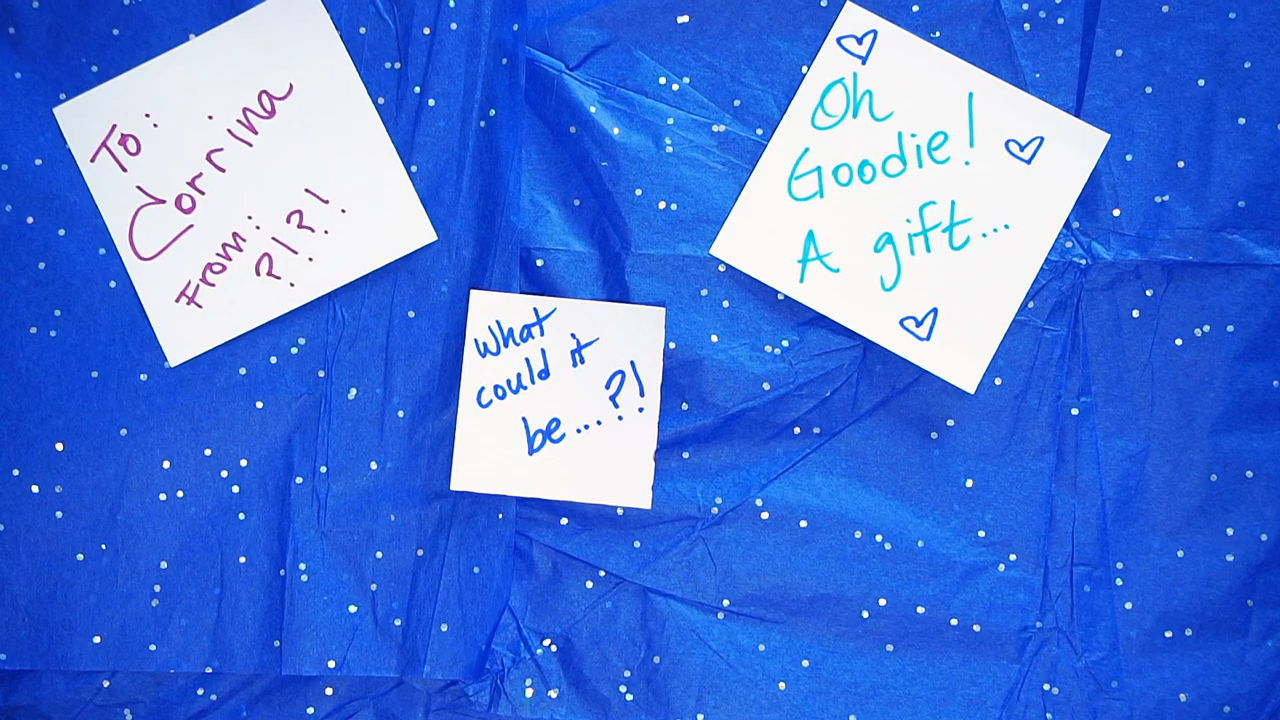 To:
Corrina
From:
?!?!
What
could it
be...?!
Oh
Goodie!
A gift...